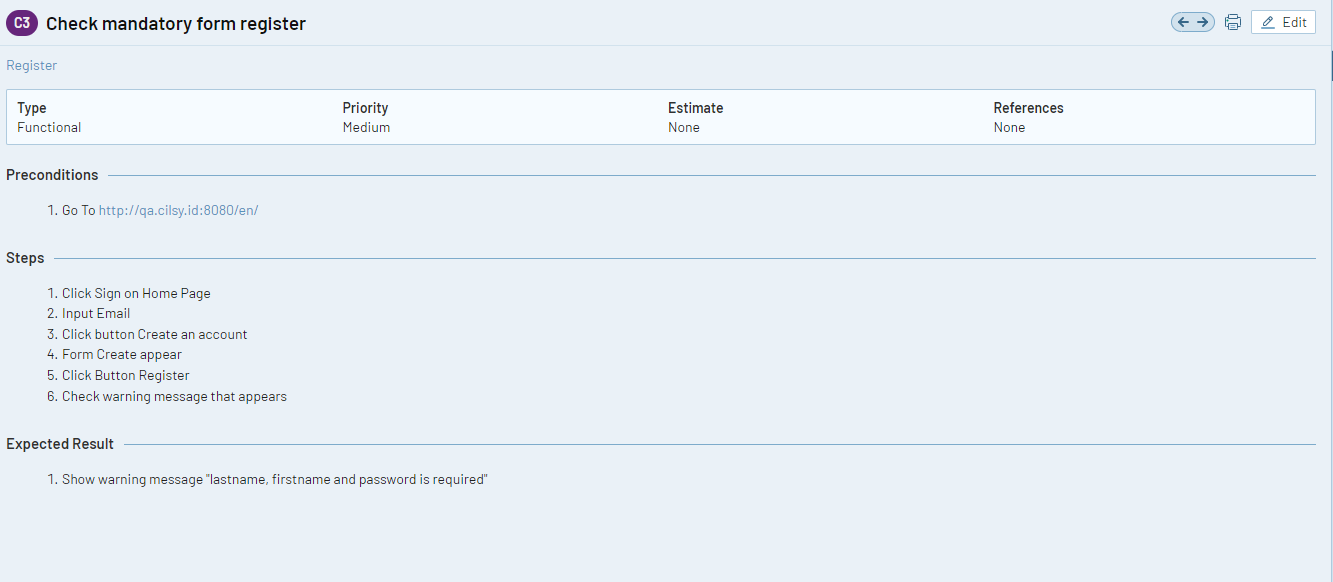 C3 Check mandatory form register
Edit
Register
Type Priority Estimate References
Functional Medium None None
Preconditions
1. Go To http://qa.cilsy.id:8080/en/
Steps
1. Click Sign on Home Page
2. Input Email
3. Click button Create an account
4. Form Create appear
5. Click Button Register
6. Check warning message that appears
Expected Result
1. Show warning message "lastname, firstname and password is required"